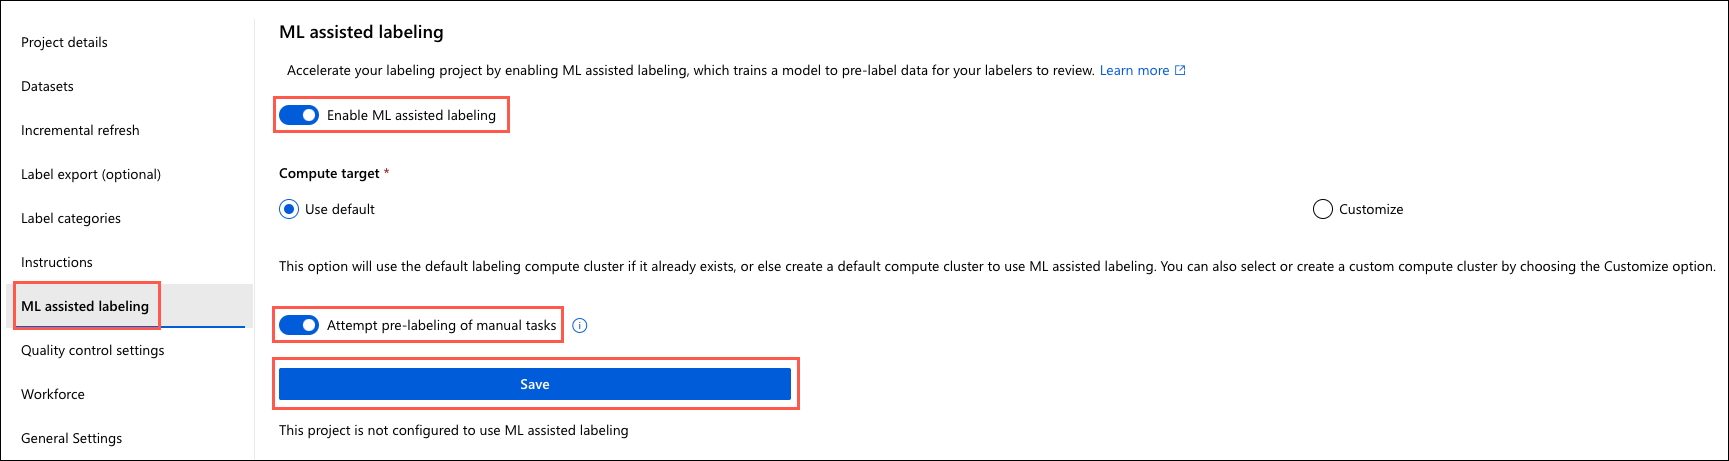 Project details
Datasets
Incremental refresh
Label export (optional)
Label categories
Instructions
ML assisted labeling
Quality control settings
Workforce
General Settings
ML assisted labeling
Accelerate your labeling project by enabling ML assisted labeling, which trains a model to pre-label data for your labelers to review. Learn more
Enable ML assisted labeling
Compute target *
Use default
Customize
This option will use the default labeling compute cluster if it already exists, or else create a default compute cluster to use ML assisted labeling. You can also select or create a custom compute cluster by choosing the Customize option.
Attempt pre-labeling of manual tasks
Save
This project is not configured to use ML assisted labeling